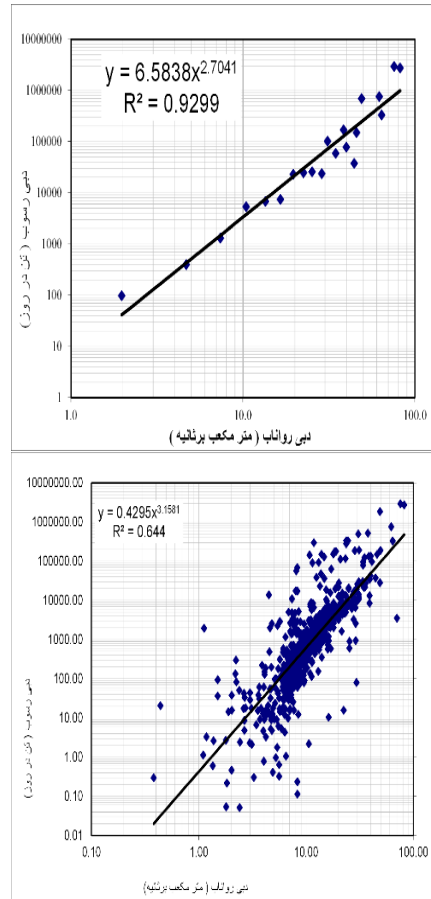 10000000
y = 6.5838x^2.7041
R² = 0.9299
1000000
100000
10000
1000
100
10
1
1.0 10.0 100.0
دبی رسوب ( تن در روز )
دبی رواناب ( متر مکعب برثانیه )
10000000.00
y = 0.4295x^3.1581
R² = 0.644
1000000.00
100000.00
10000.00
1000.00
100.00
10.00
1.00
0.10
0.01
0.10 1.00 10.00 100.00
دبی رسوب ( تن در روز )
دبی رواناب ( متر مکعب برثانیه)